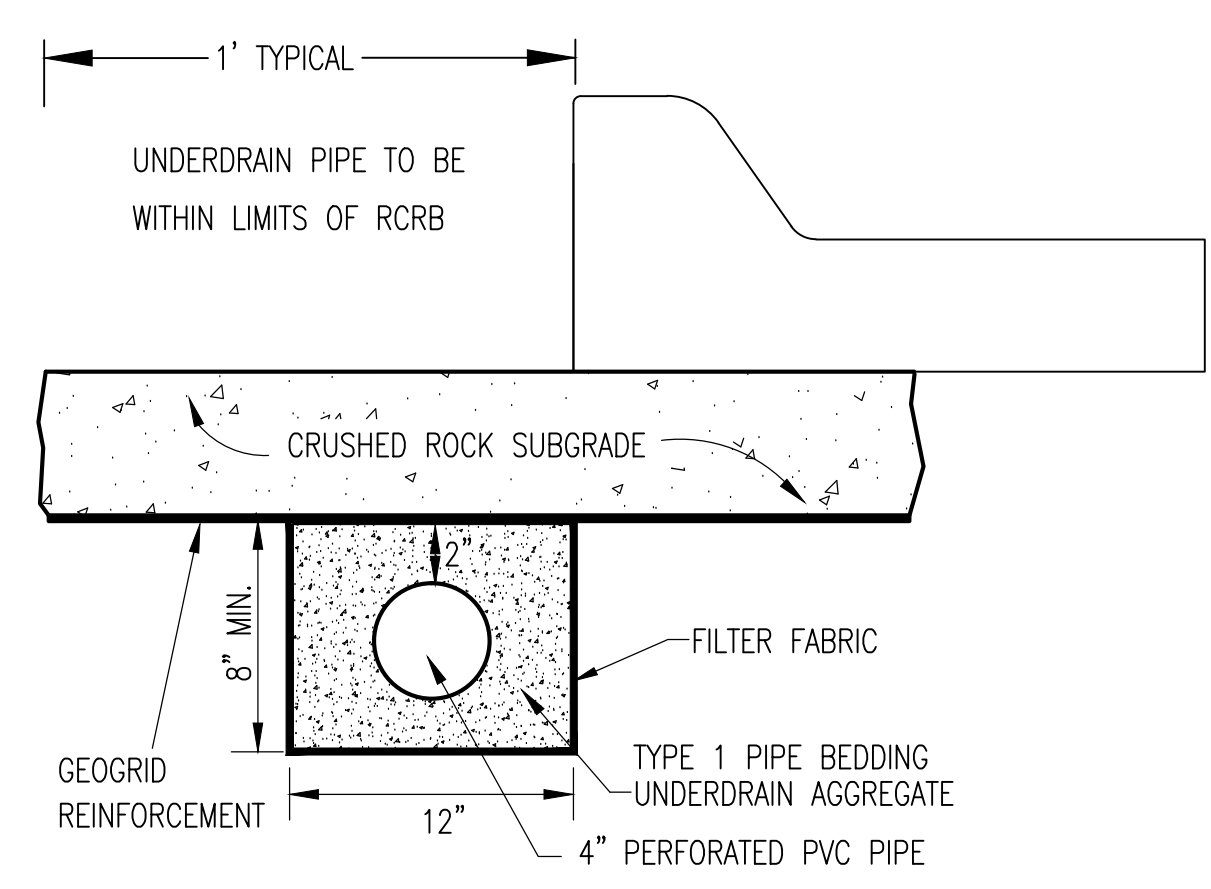 1' TYPICAL
UNDERDRAIN PIPE TO BE
WITHIN LIMITS OF RCRB
CRUSHED ROCK SUBGRADE
2"
8" MIN.
FILTER FABRIC
GEOGRID
REINFORCEMENT
TYPE 1 PIPE BEDDING
UNDERDRAIN AGGREGATE
12"
4" PERFORATED PVC PIPE